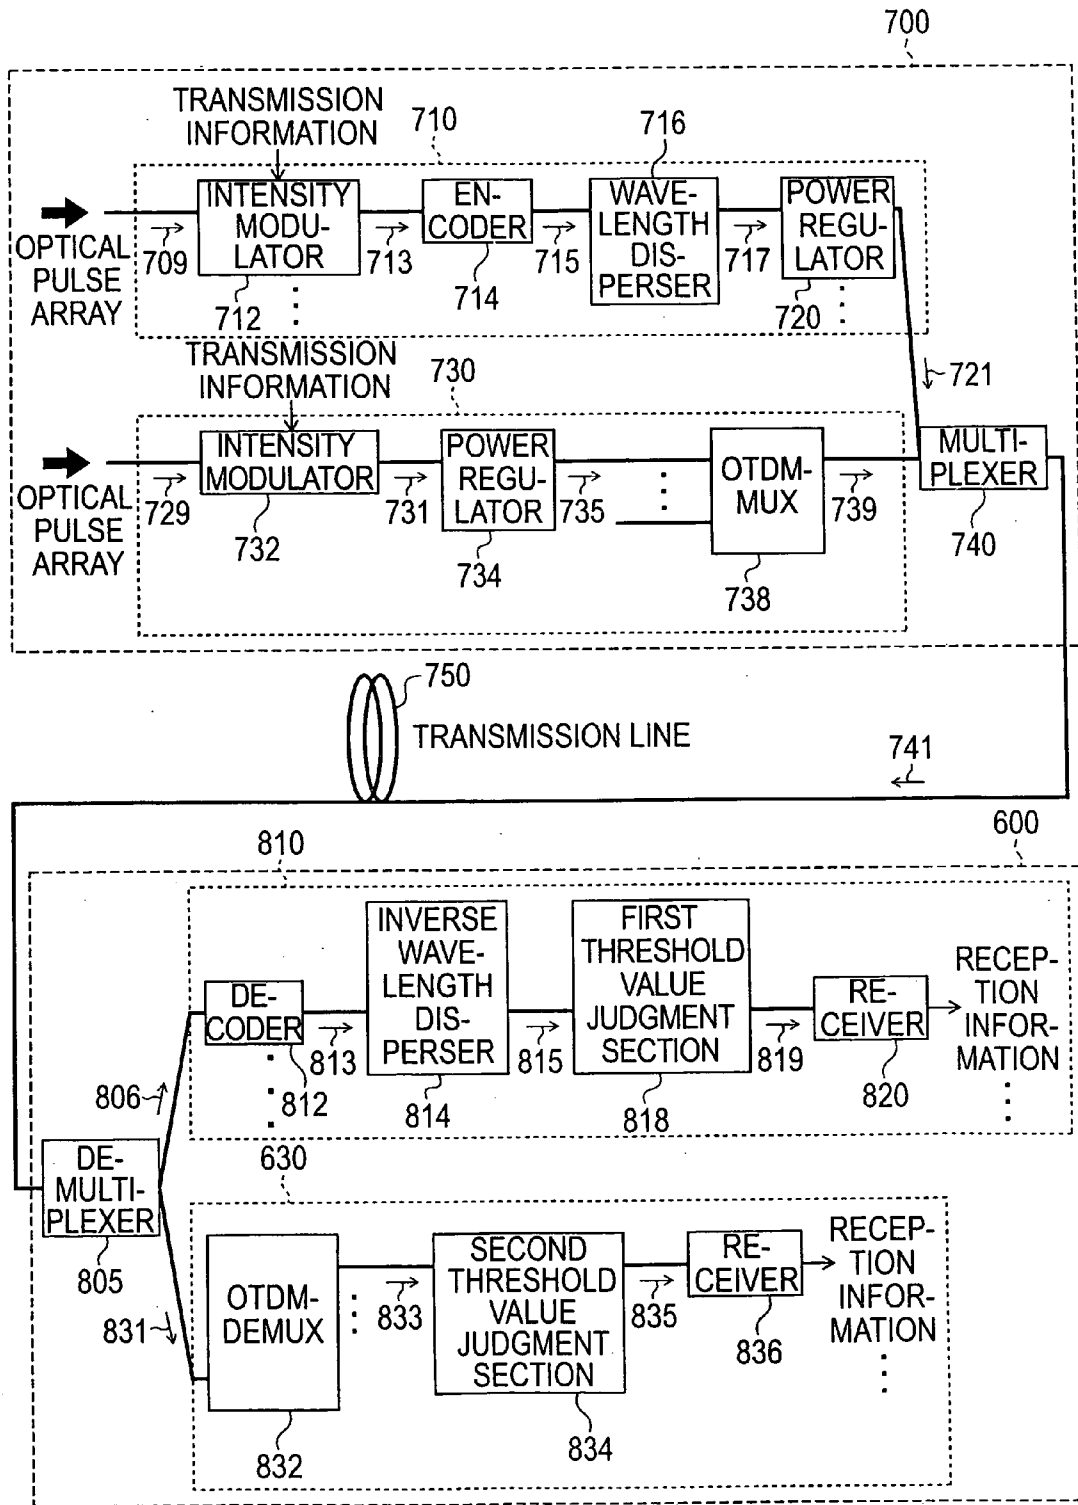 700
TRANSMISSION
INFORMATION
710
716
INTENSITY
MODU-
LATOR
EN-
CODER
WAVE-
LENGTH
DIS-
PERSER
POWER
REGU-
LATOR
OPTICAL
PULSE
ARRAY
709
713
715
717
712
714
720
721
TRANSMISSION
INFORMATION
730
INTENSITY
MODULATOR
POWER
REGU-
LATOR
OTDM-
MUX
MULTI-
PLEXER
OPTICAL
PULSE
ARRAY
729
731
735
739
732
734
738
740
750
TRANSMISSION LINE
741
600
810
DE-
CODER
INVERSE
WAVE-
LENGTH
DIS-
PERSER
FIRST
THRESHOLD
VALUE
JUDGMENT
SECTION
RE-
CEIVER
RECEP-
TION
INFOR-
MATION
813
815
819
812
814
818
820
806
DE-
MULTI-
PLEXER
805
831
630
OTDM-
DEMUX
SECOND
THRESHOLD
VALUE
JUDGMENT
SECTION
RE-
CEIVER
RECEP-
TION
INFOR-
MATION
833
835
832
834
836